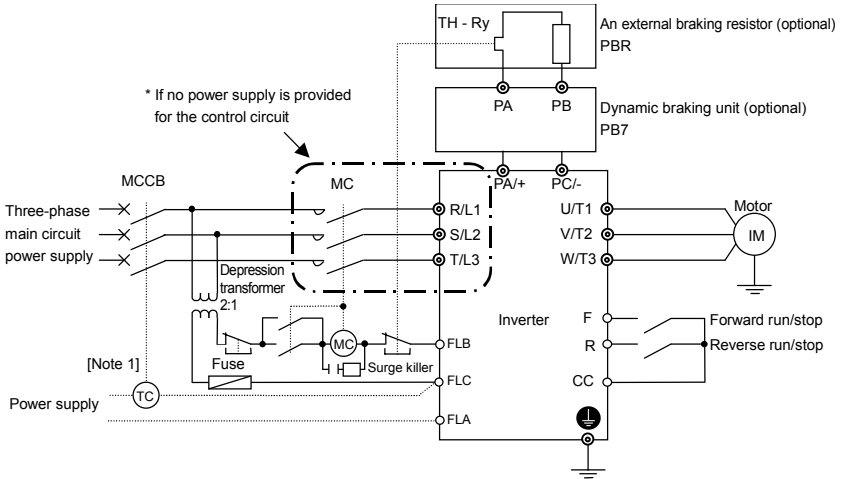 TH - Ry
An external braking resistor (optional)
PBR
PA
PB
Dynamic braking unit (optional)
PB7
* If no power supply is provided
for the control circuit
MCCB
MC
PA/+
PC/-
Three-phase
main circuit
power supply
R/L1
S/L2
T/L3
U/T1
V/T2
W/T3
Motor
IM
Depression
transformer
2:1
Inverter
F
Forward run/stop
R
Reverse run/stop
CC
MC
FLB
[Note 1]
Fuse
Surge killer
FLC
TC
Power supply
FLA